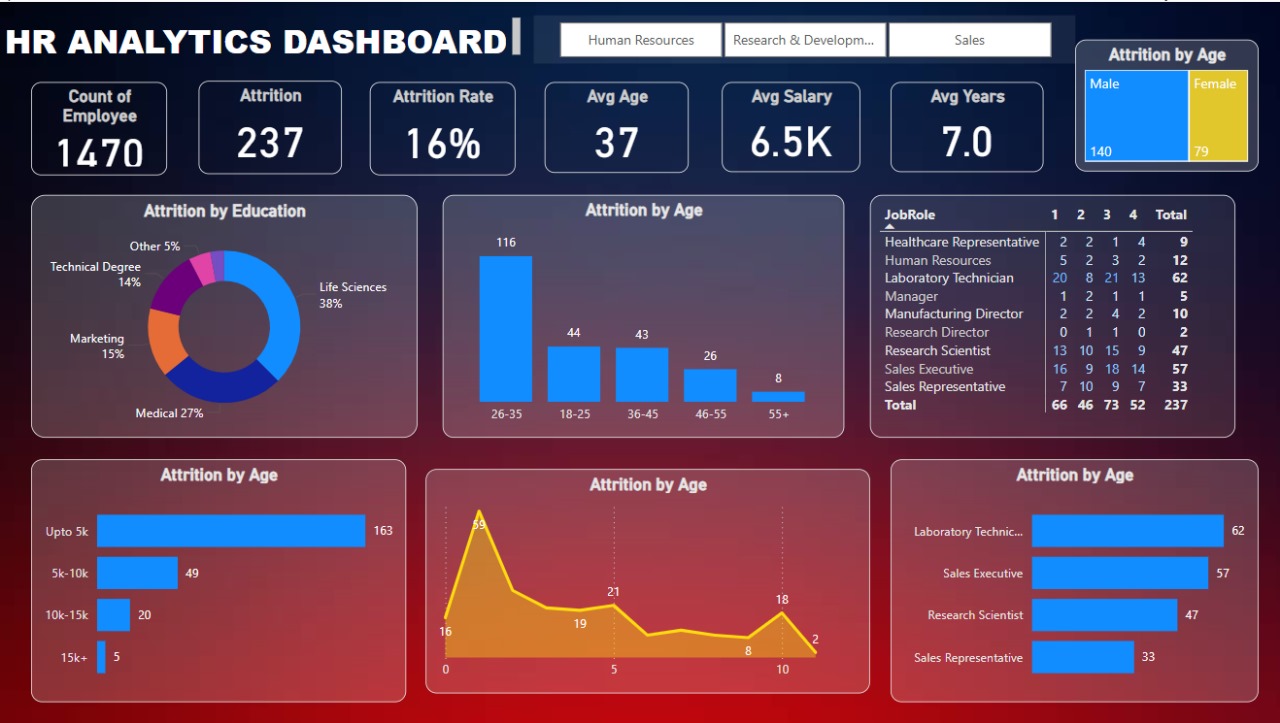 HR ANALYTICS DASHBOARD
Human Resources
Research & Developm...
Sales
Count of
Employee
1470
Attrition
237
Attrition Rate
16%
Avg Age
37
Avg Salary
6.5K
Avg Years
7.0
Attrition by Age
Male
Female
140
79
Attrition by Education
Other 5%
Technical Degree
14%
Life Sciences
38%
Marketing
15%
Medical 27%
Attrition by Age
116
44
43
26
8
26-35
18-25
36-45
46-55
55+
JobRole 1 2 3 4 Total
Healthcare Representative 2 2 1 4 9
Human Resources 5 2 3 2 12
Laboratory Technician 20 8 21 13 62
Manager 1 2 1 1 5
Manufacturing Director 2 2 4 2 10
Research Director 0 1 1 0 2
Research Scientist 13 10 15 9 47
Sales Executive 16 9 18 14 57
Sales Representative 7 10 9 7 33
Total 66 46 73 52 237
Attrition by Age
Upto 5k 163
5k-10k 49
10k-15k 20
15k+ 5
Attrition by Age
59
16
19
21
8
18
2
0
5
10
Attrition by Age
Laboratory Technic... 62
Sales Executive 57
Research Scientist 47
Sales Representative 33